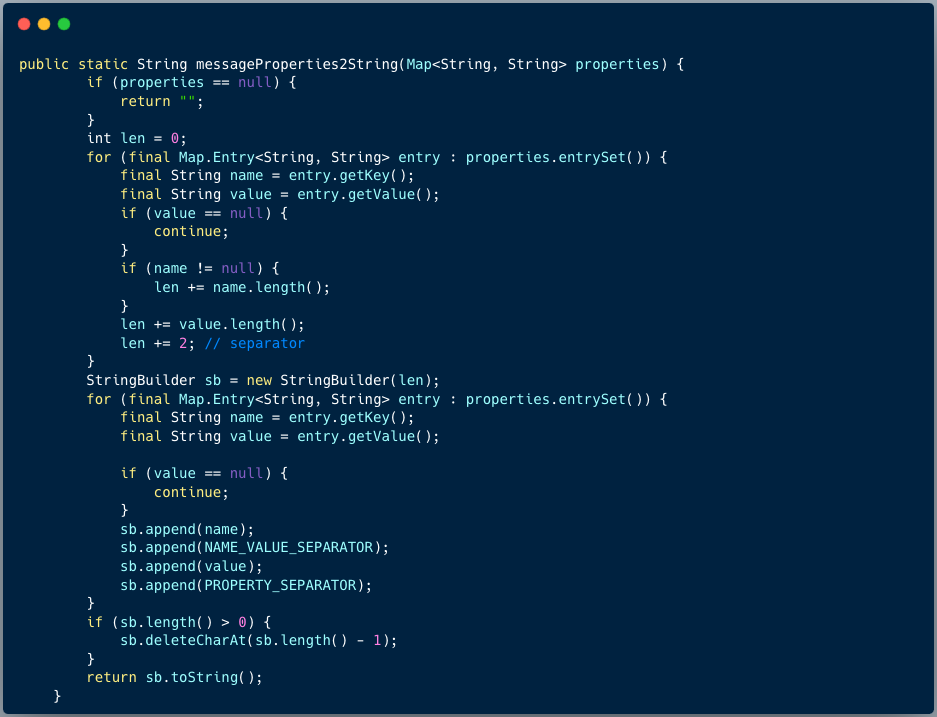 public static String messageProperties2String(Map<String, String> properties) {
        if (properties == null) {
            return "";
        }
        int len = 0;
        for (final Map.Entry<String, String> entry : properties.entrySet()) {
            final String name = entry.getKey();
            final String value = entry.getValue();
            if (value == null) {
                continue;
            }
            if (name != null) {
                len += name.length();
            }
            len += value.length();
            len += 2; // separator
        }
        StringBuilder sb = new StringBuilder(len);
        for (final Map.Entry<String, String> entry : properties.entrySet()) {
            final String name = entry.getKey();
            final String value = entry.getValue();

            if (value == null) {
                continue;
            }
            sb.append(name);
            sb.append(NAME_VALUE_SEPARATOR);
            sb.append(value);
            sb.append(PROPERTY_SEPARATOR);
        }
        if (sb.length() > 0) {
            sb.deleteCharAt(sb.length() - 1);
        }
        return sb.toString();
    }